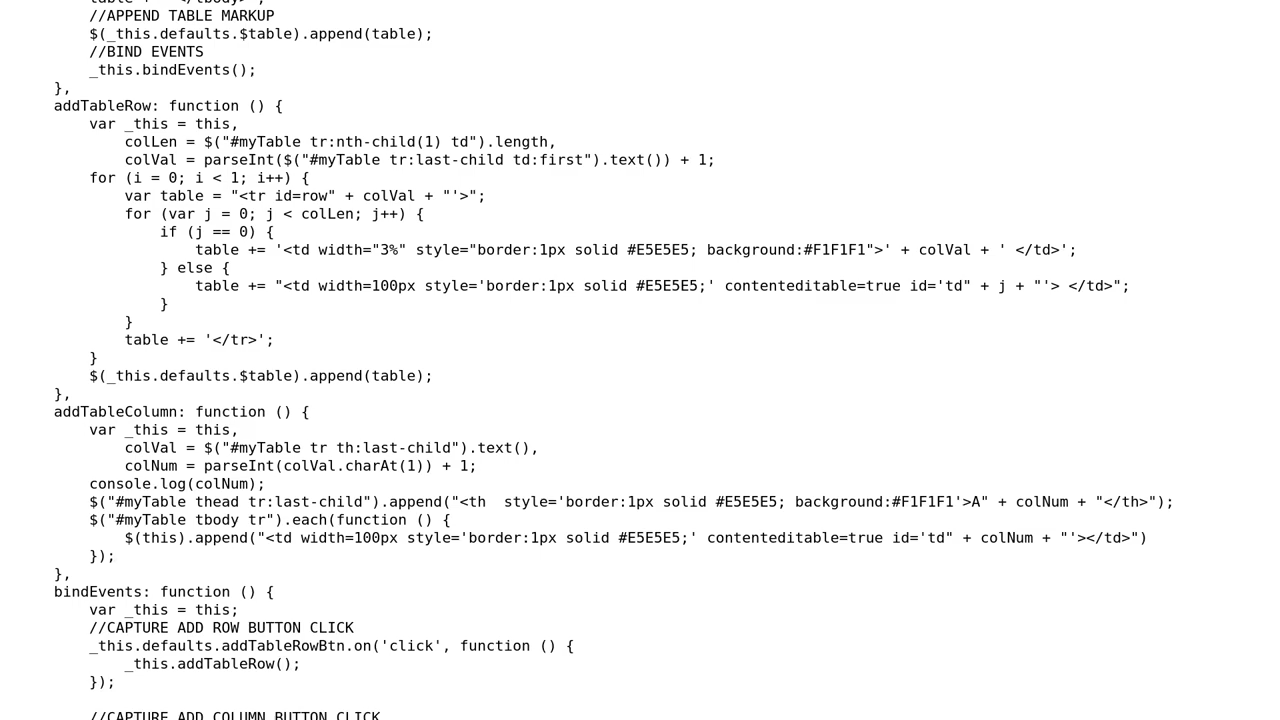 table += '</tbody>';
//APPEND TABLE MARKUP
$(_this.defaults.$table).append(table);
//BIND EVENTS
_this.bindEvents();
},
addTableRow: function () {
var _this = this,
colLen = $("#myTable tr:nth-child(1) td").length,
colVal = parseInt($("#myTable tr:last-child td:first").text()) + 1;
for (i = 0; i < 1; i++) {
var table = "<tr id=row" + colVal + "'>";
for (var j = 0; j < colLen; j++) {
if (j == 0) {
table += '<td width="3%" style="border:1px solid #E5E5E5; background:#F1F1F1">' + colVal + ' </td>';
} else {
table += "<td width=100px style='border:1px solid #E5E5E5;' contenteditable=true id='td" + j + "'> </td>";
}
}
table += '</tr>';
}
$(_this.defaults.$table).append(table);
},
addTableColumn: function () {
var _this = this,
colVal = $("#myTable tr th:last-child").text(),
colNum = parseInt(colVal.charAt(1)) + 1;
console.log(colNum);
$("#myTable thead tr:last-child").append("<th  style='border:1px solid #E5E5E5; background:#F1F1F1'>A" + colNum + "</th>");
$("#myTable tbody tr").each(function () {
$(this).append("<td width=100px style='border:1px solid #E5E5E5;' contenteditable=true id='td" + colNum + "'></td>")
});
},
bindEvents: function () {
var _this = this;
//CAPTURE ADD ROW BUTTON CLICK
_this.defaults.addTableRowBtn.on('click', function () {
_this.addTableRow();
});
//CAPTURE ADD COLUMN BUTTON CLICK